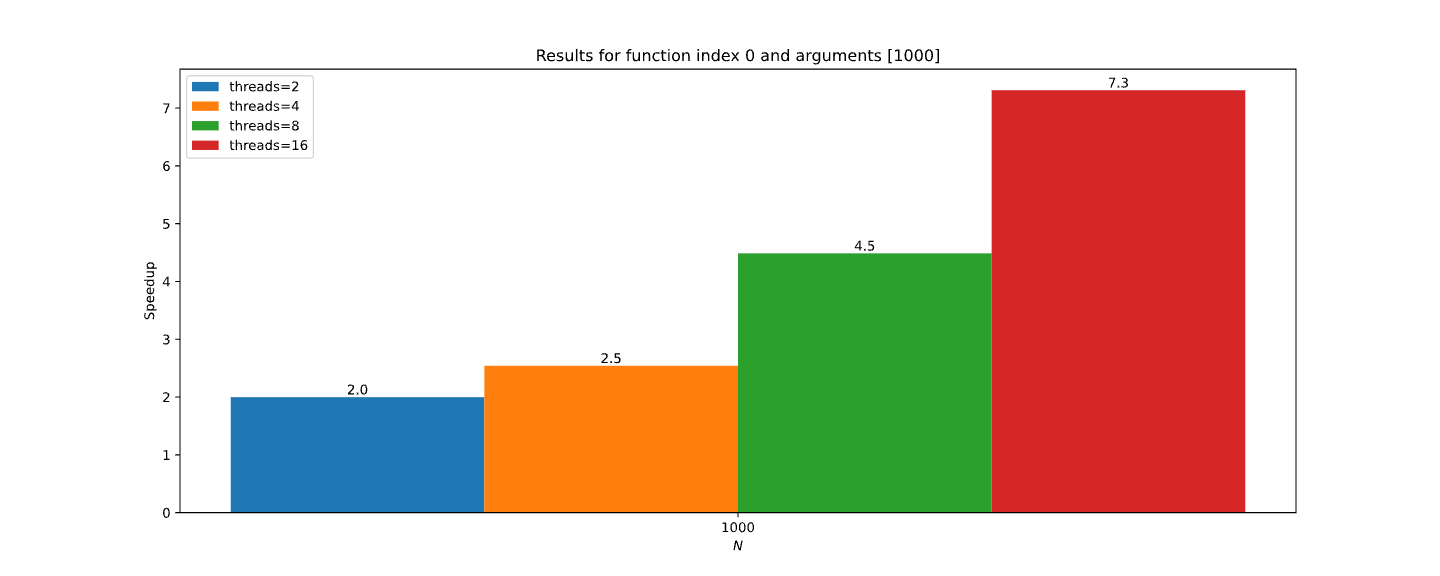 Results for function index 0 and arguments [1000]
threads=2
threads=4
threads=8
threads=16
7.3
4.5
2.5
2.0
7
6
5
4
3
2
1
0
Speedup
1000
N